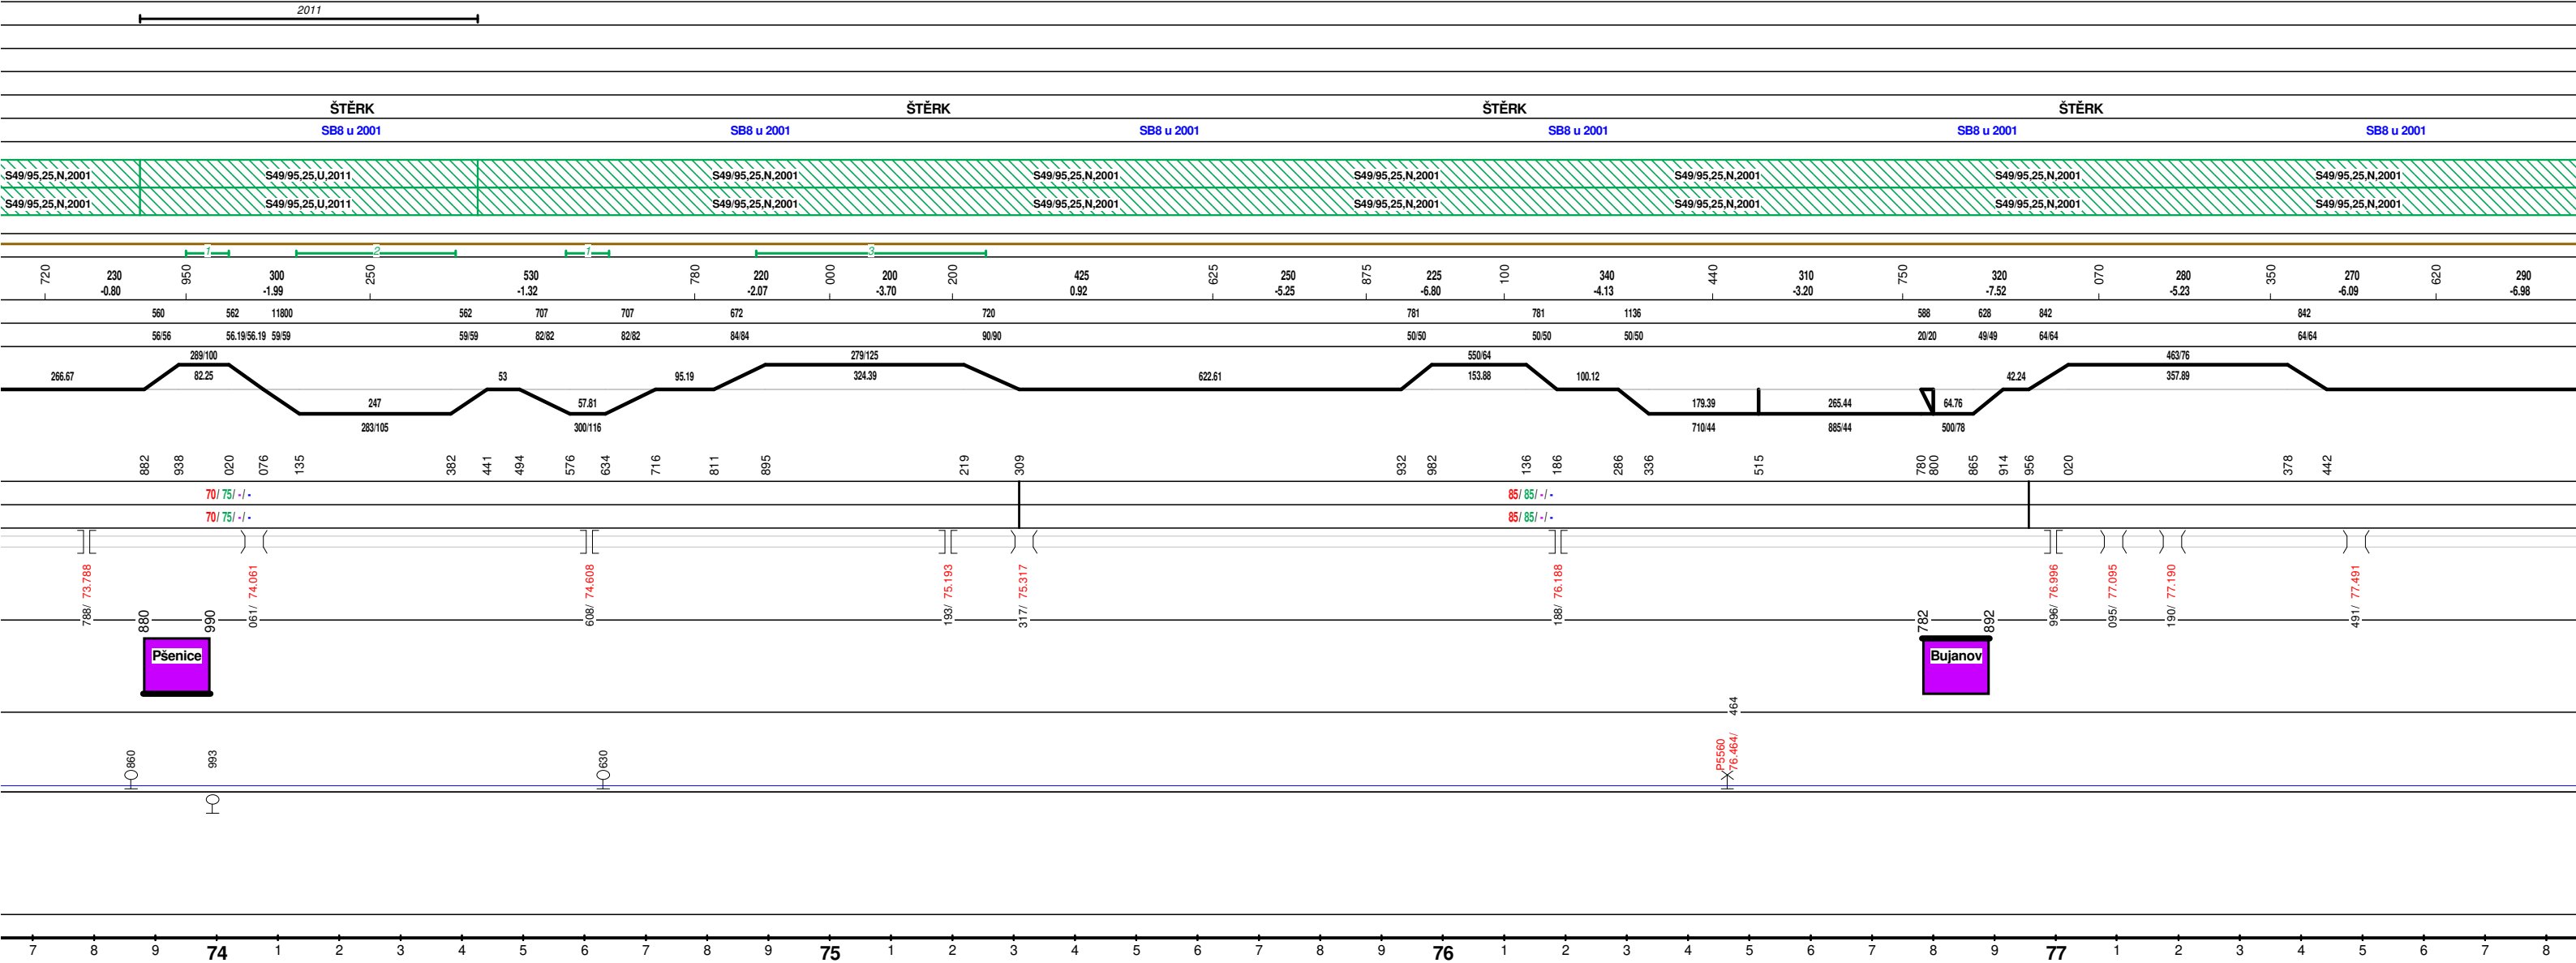 2011
ŠTĚRK ŠTĚRK ŠTĚRK ŠTĚRK
SB8 u 2001 SB8 u 2001 SB8 u 2001 SB8 u 2001 SB8 u 2001 SB8 u 2001
S49/95,25,N,2001 S49/95,25,U,2011 S49/95,25,N,2001 S49/95,25,N,2001 S49/95,25,N,2001 S49/95,25,N,2001 S49/95,25,N,2001 S49/95,25,N,2001
S49/95,25,N,2001 S49/95,25,U,2011 S49/95,25,N,2001 S49/95,25,N,2001 S49/95,25,N,2001 S49/95,25,N,2001 S49/95,25,N,2001 S49/95,25,N,2001
1 2 1 3
720 230 950 300 250 530 780 220 000 200 200 425 625 250 875 225 100 340 440 310 750 320 070 280 350 270 620 290
-0.80 -1.99 -1.32 -2.07 -3.70 0.92 -5.25 -6.80 -4.13 -3.20 -7.52 -5.23 -6.09 -6.98
560 562 11800 562 707 707 672 720 781 781 1136 588 628 842 842
56/56 56.19/56.19 59/59 59/59 82/82 82/82 84/84 90/90 50/50 50/50 50/50 20/20 49/49 64/64 64/64
289/100 279/125 550/64 463/76
266.67 82.25 53 95.19 324.39 622.61 153.88 100.12 42.24 357.89
247 57.81 179.39 265.44 64.76
283/105 300/116 710/44 885/44 500/78
882 938 020 076 135 382 441 494 576 634 716 811 895 219 309 932 982 136 186 286 336 515 780 800 865 914 956 020 378 442
70/ 75/ -/ - 85/ 85/ -/ -
70/ 75/ -/ - 85/ 85/ -/ -
788/ 73.788 061/ 74.061 608/ 74.608 193/ 75.193 317/ 75.317 188/ 76.188 996/ 76.996 095/ 77.095 190/ 77.190 491/ 77.491
880 990 782 892
Pšenice Bujanov
464
860 993 630 P5560 76.464/
7 8 9 74 1 2 3 4 5 6 7 8 9 75 1 2 3 4 5 6 7 8 9 76 1 2 3 4 5 6 7 8 9 77 1 2 3 4 5 6 7 8